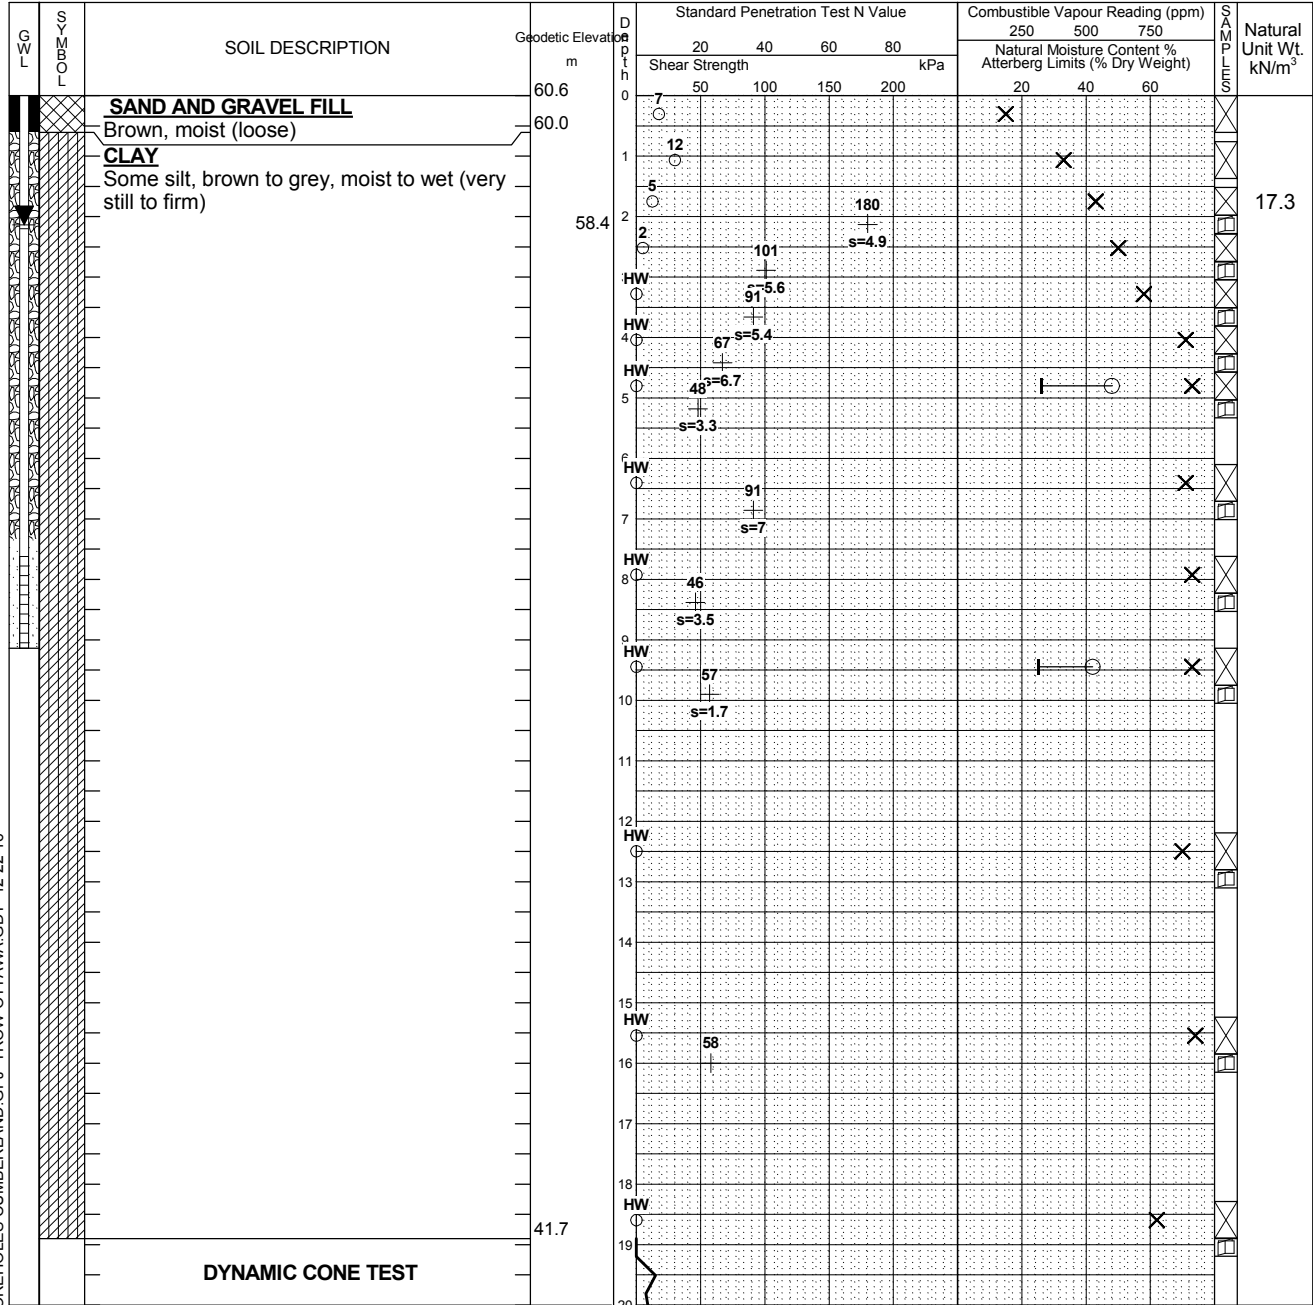 GWL
SYMBOL
SOIL DESCRIPTION
Geodetic Elevation
m
Depth
Standard Penetration Test N Value
20 40 60 80
Shear Strength kPa
50 100 150 200
Combustible Vapour Reading (ppm)
250 500 750
Natural Moisture Content %
Atterberg Limits (% Dry Weight)
20 40 60
SAMPLES
Natural
Unit Wt.
kN/m³
60.6
0
SAND AND GRAVEL FILL
7
Brown, moist (loose)
60.0
CLAY
12
1
Some silt, brown to grey, moist to wet (very
still to firm)
5
17.3
180
2
58.4
2
s=4.9
101
HW
s=5.6
91
HW
s=5.4
4
67
HW
s=6.7
48
5
s=3.3
6
HW
91
7
s=7
HW
8
46
s=3.5
9
HW
57
10
s=1.7
11
12
HW
13
14
15
HW
58
16
17
18
HW
41.7
19
DYNAMIC CONE TEST
20